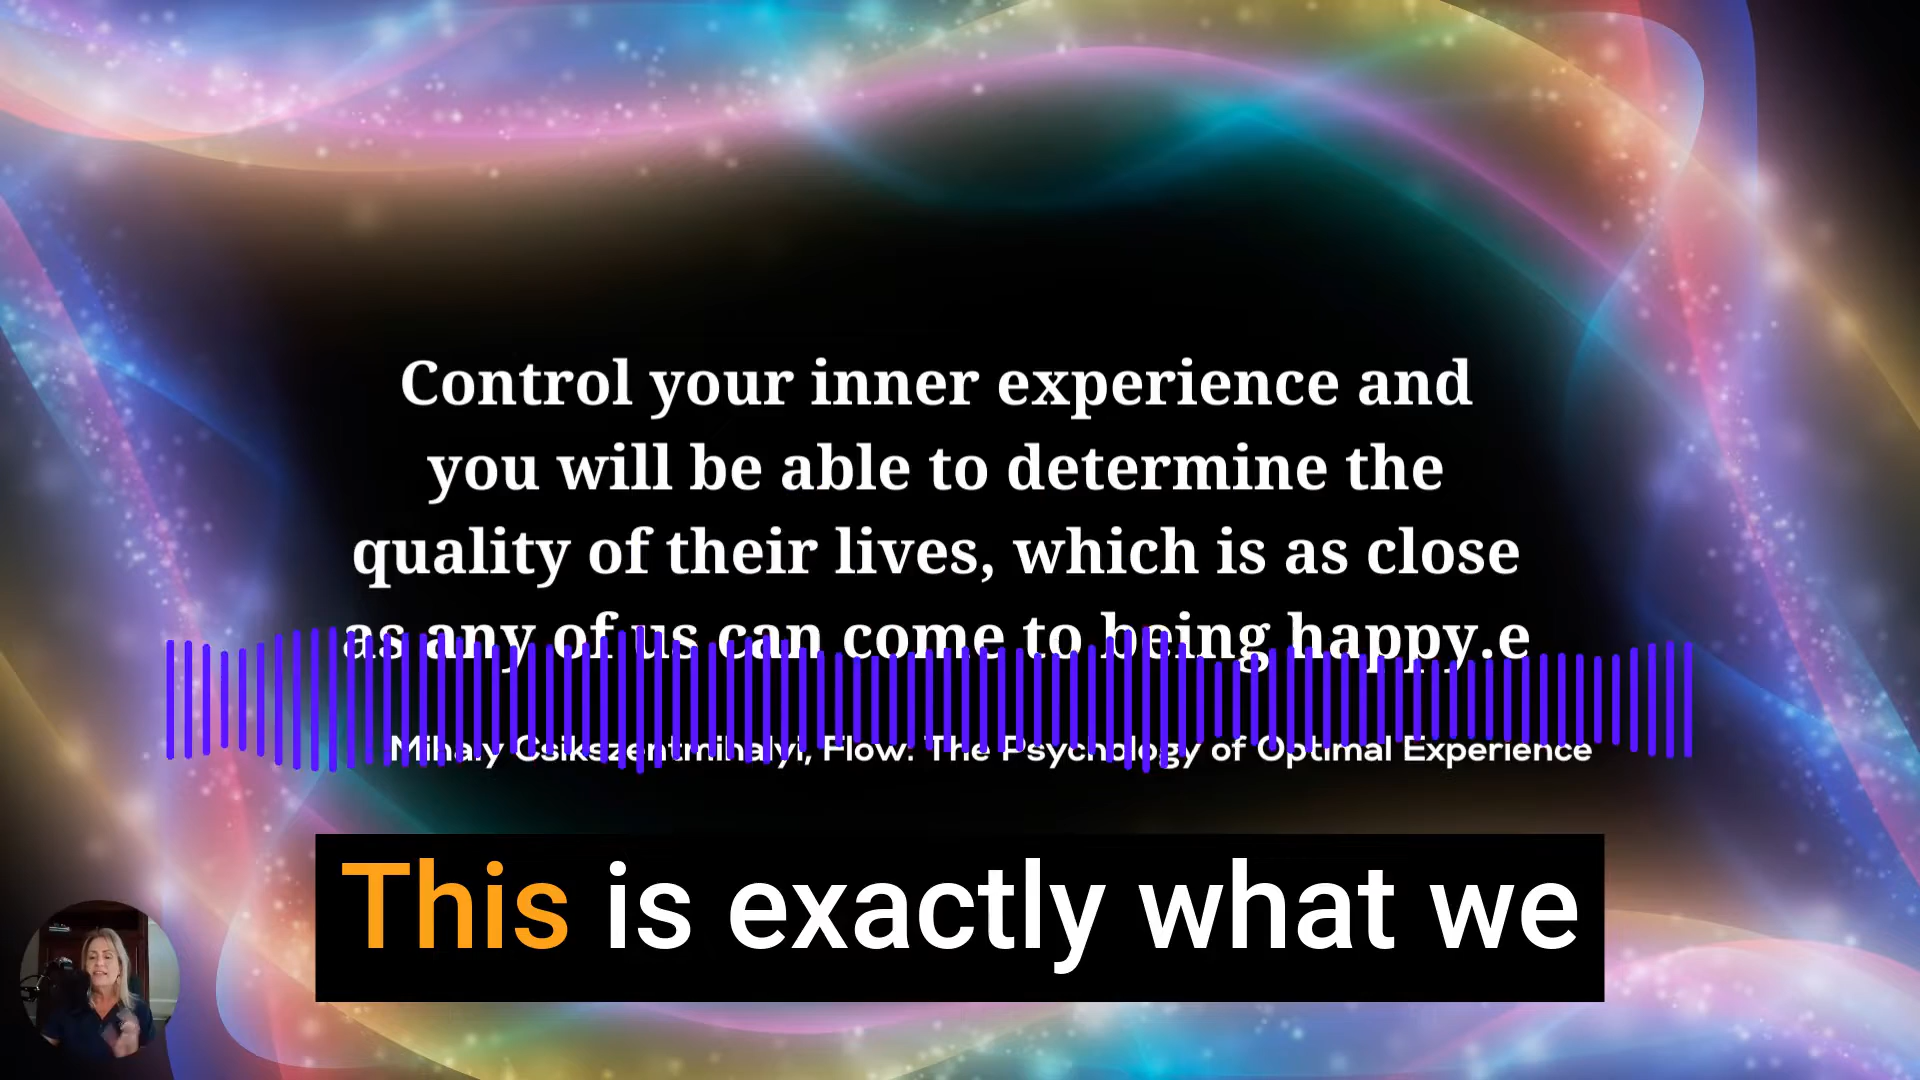 Control your inner experience and
you will be able to determine the
quality of their lives, which is as close
as any of us can come to being happy.e
Mihaly Csikszentmihalyi, Flow: The Psychology of Optimal Experience
This is exactly what we